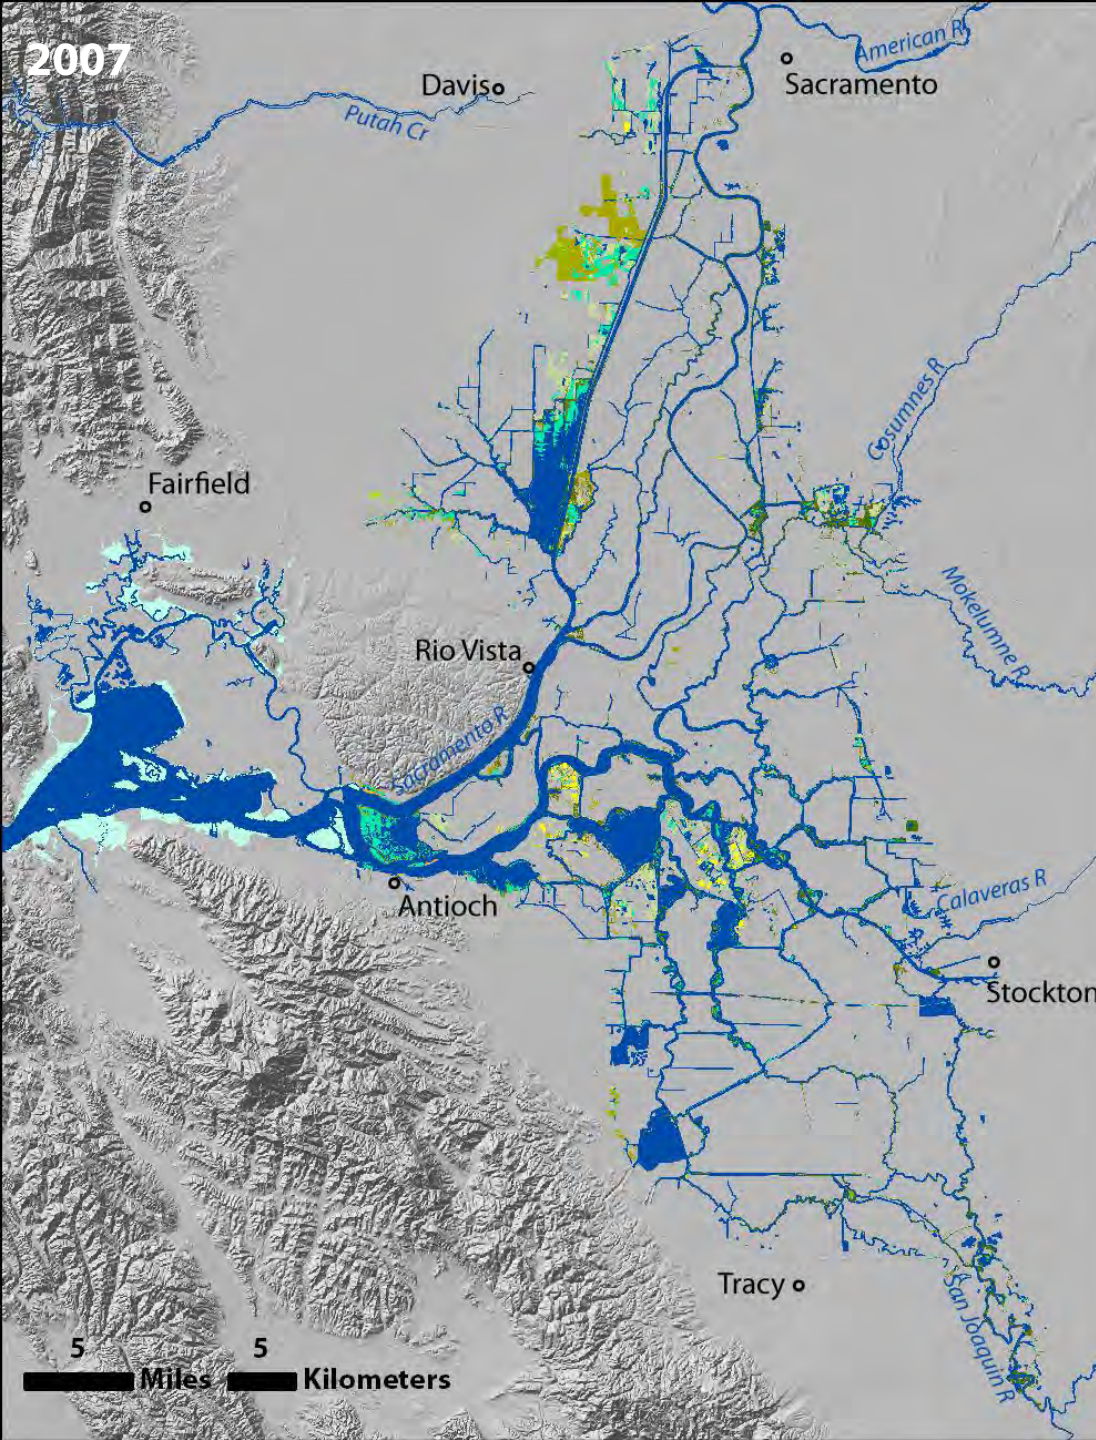 2007
American R
Sacramento
Davis
Putah Cr
Cosumnes R
Fairfield
Mokelumne R
Rio Vista
Sacramento R
Calaveras R
Antioch
Stockton
Tracy
San Joaquin R
5 5
Miles Kilometers